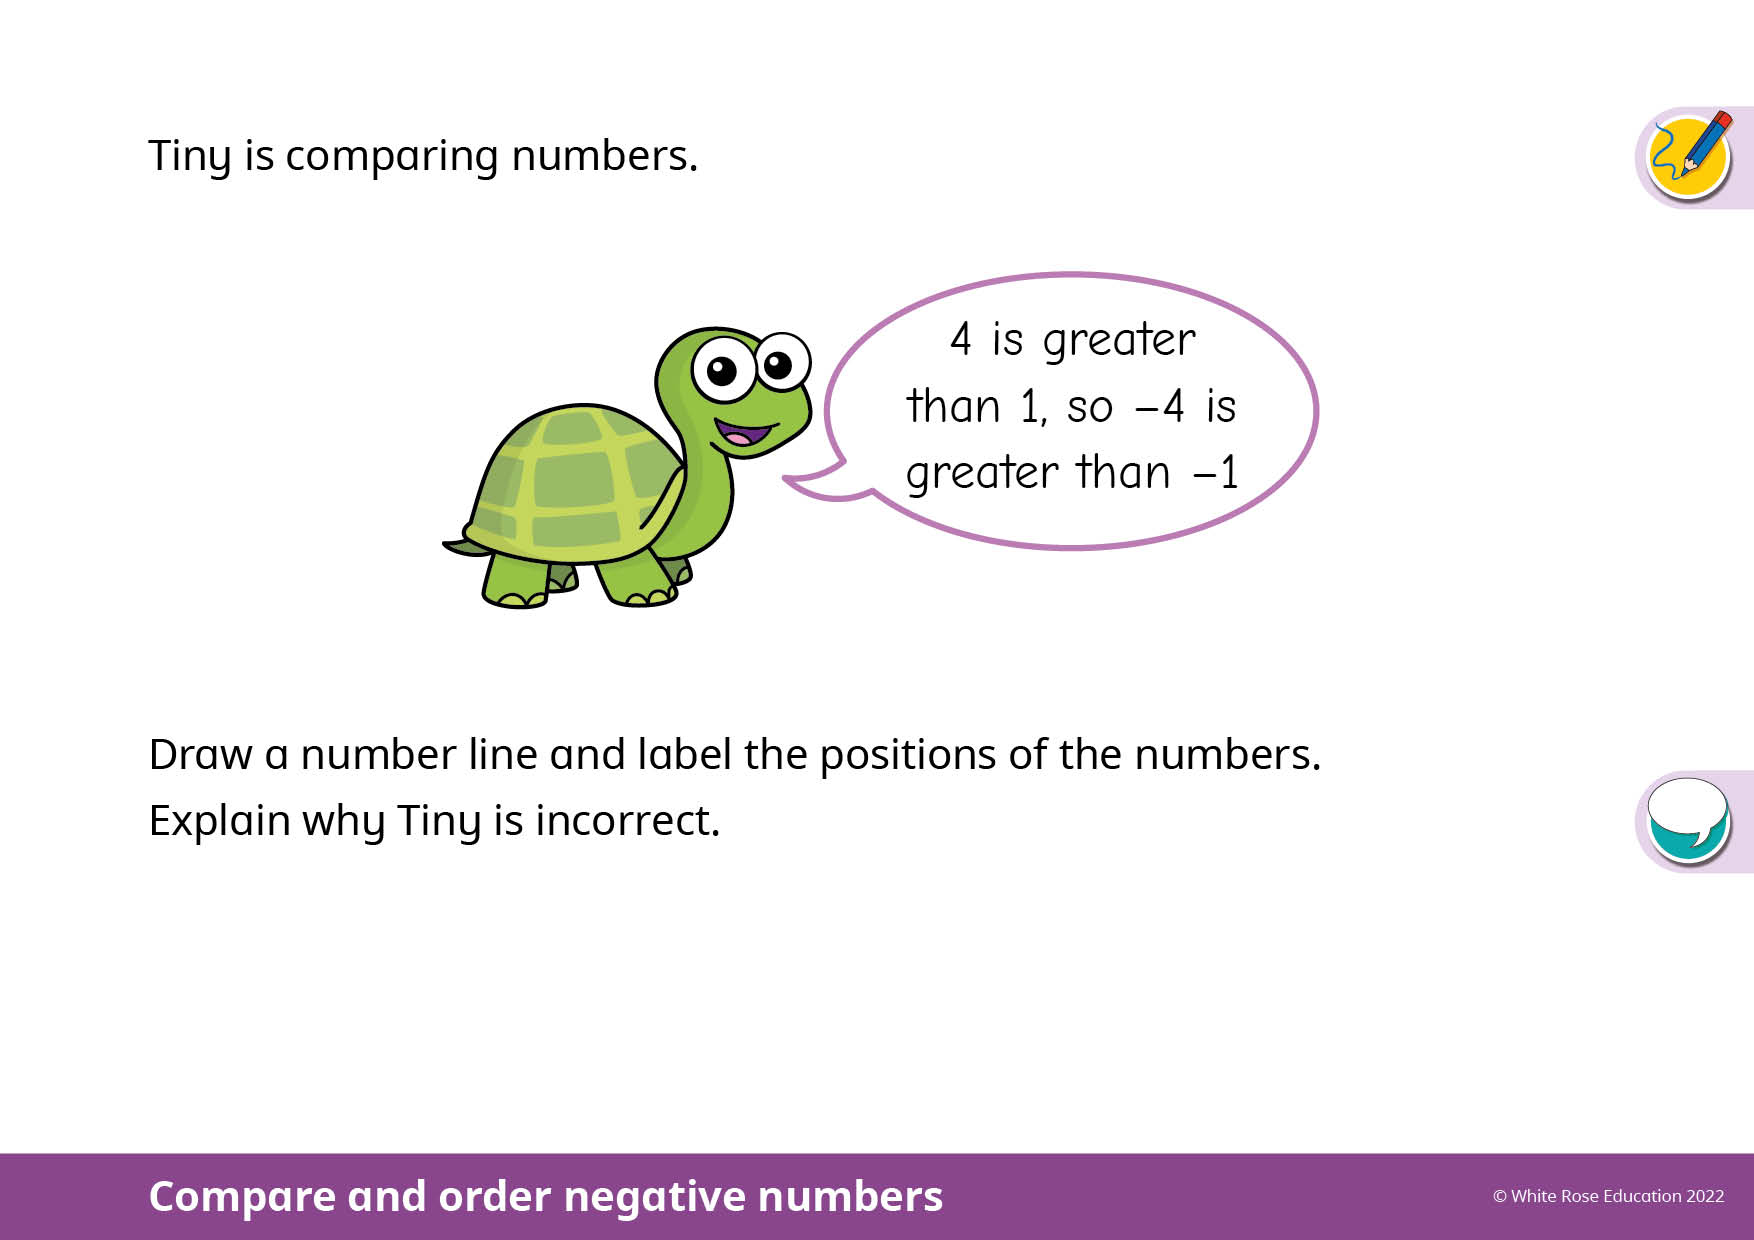 Tiny is comparing numbers.
4 is greater
than 1, so −4 is
greater than −1
Draw a number line and label the positions of the numbers.
Explain why Tiny is incorrect.
Compare and order negative numbers
© White Rose Education 2022